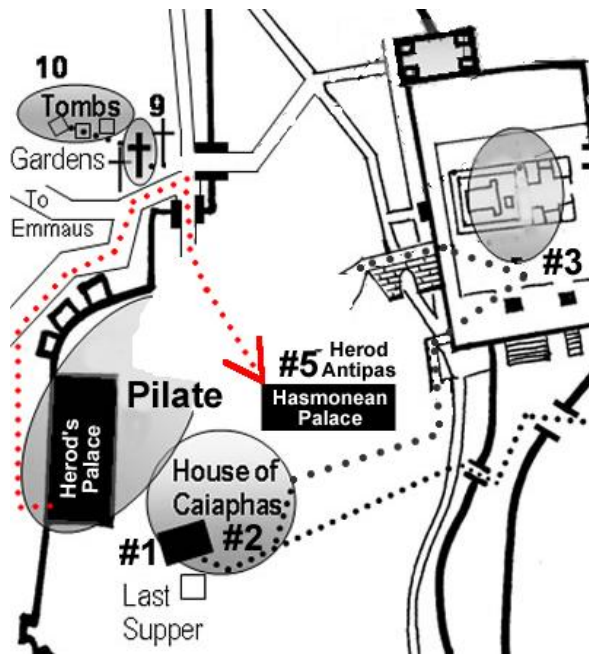 10
Tombs
9
Gardens
To
Emmaus
#3
#5 - Herod
Antipas
Hasmonean
Palace
Pilate
Herod's
Palace
House of
Caiaphas
#1
#2
Last
Supper